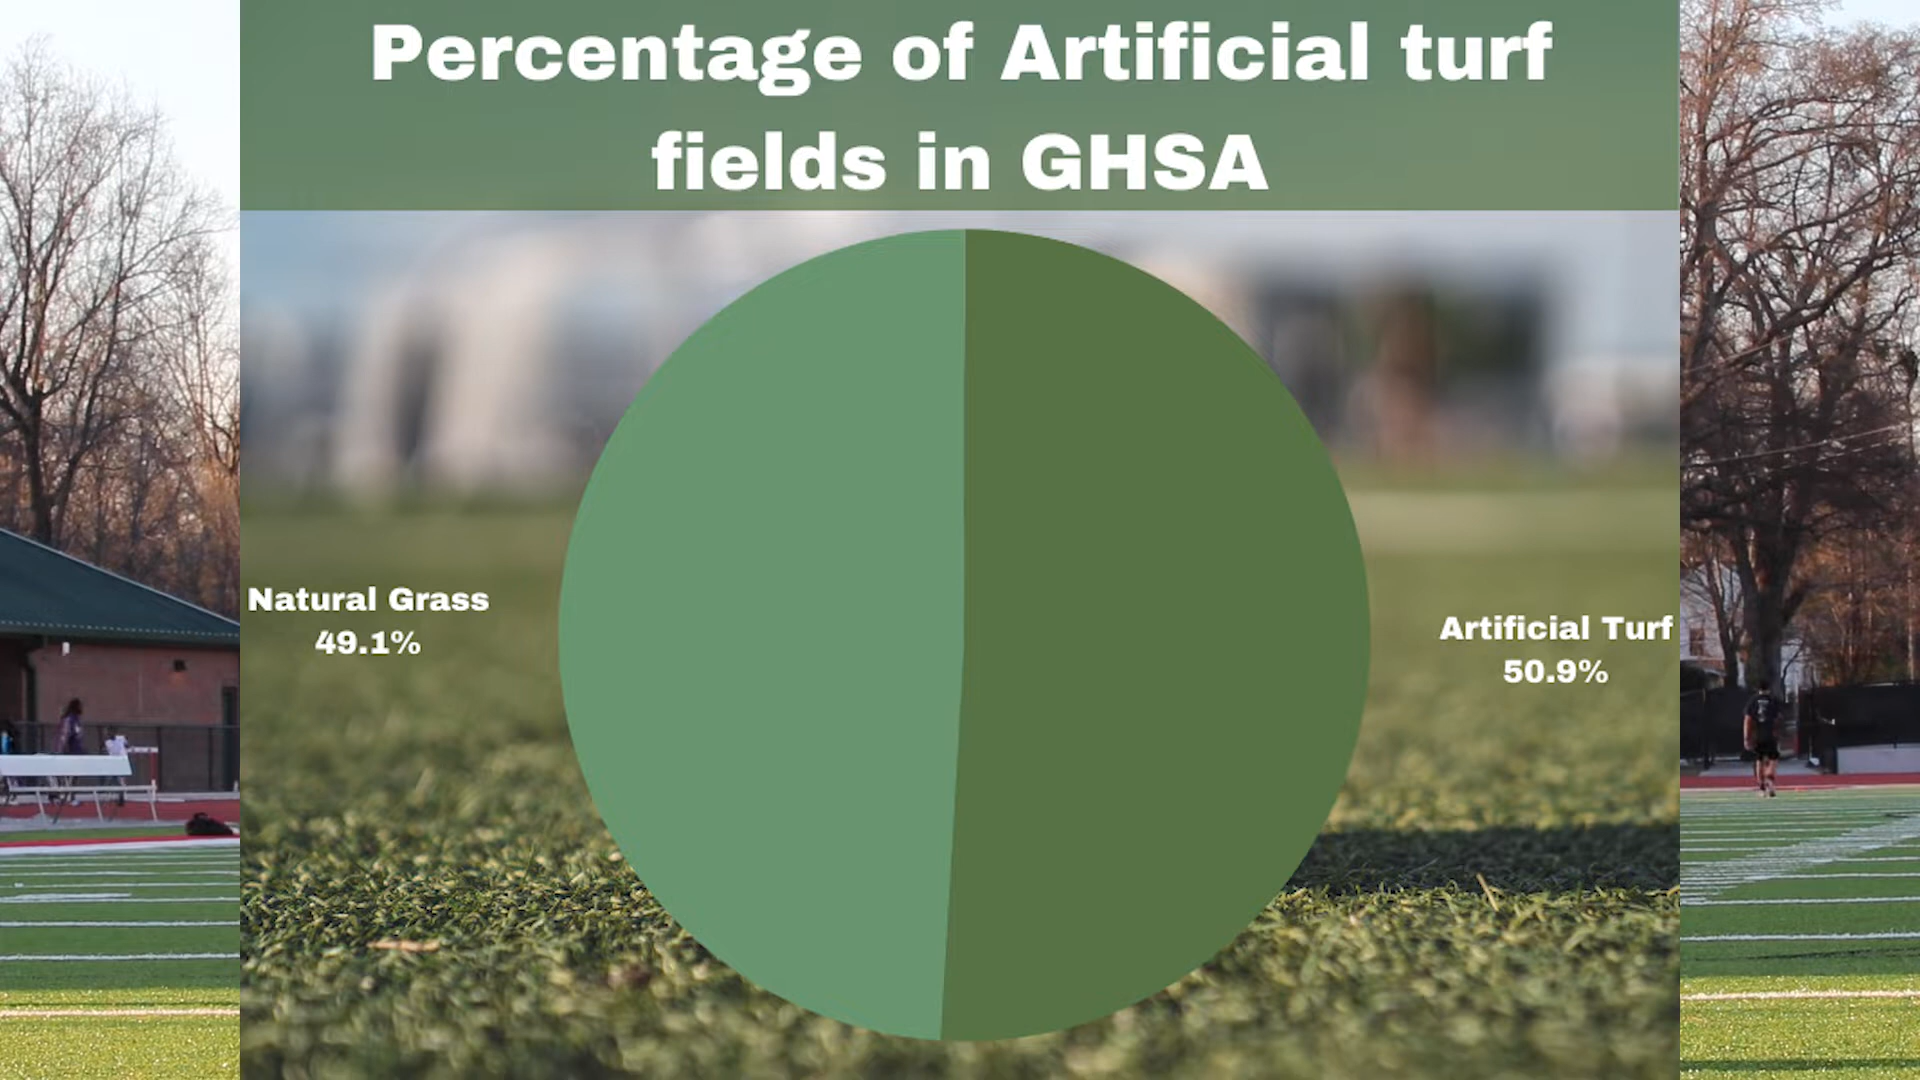 Percentage of Artificial turf
fields in GHSA
Natural Grass
49.1%
Artificial Turf
50.9%